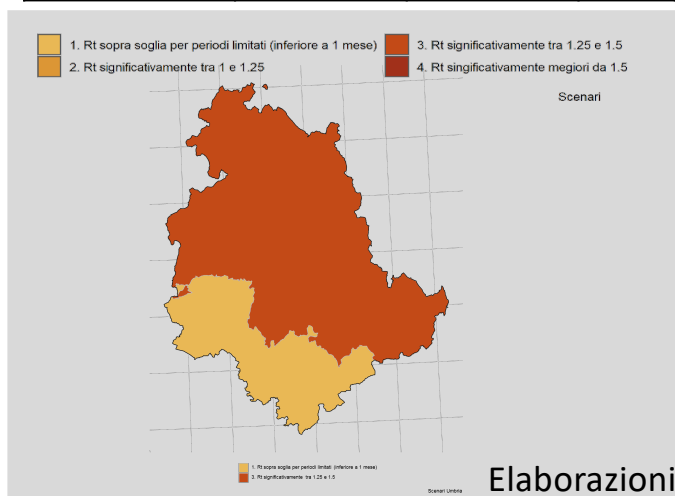 1. Rt sopra soglia per periodi limitati (inferiore a 1 mese)
2. Rt significativamente tra 1 e 1.25
3. Rt significativamente tra 1.25 e 1.5
4. Rt singificativamente megiori da 1.5
Scenari
1. Rt sopra soglia per periodi limitati (inferiore a 1 mese)
3. Rt significativamente tra 1.25 e 1.5
Scenari Umbria
Elaborazioni